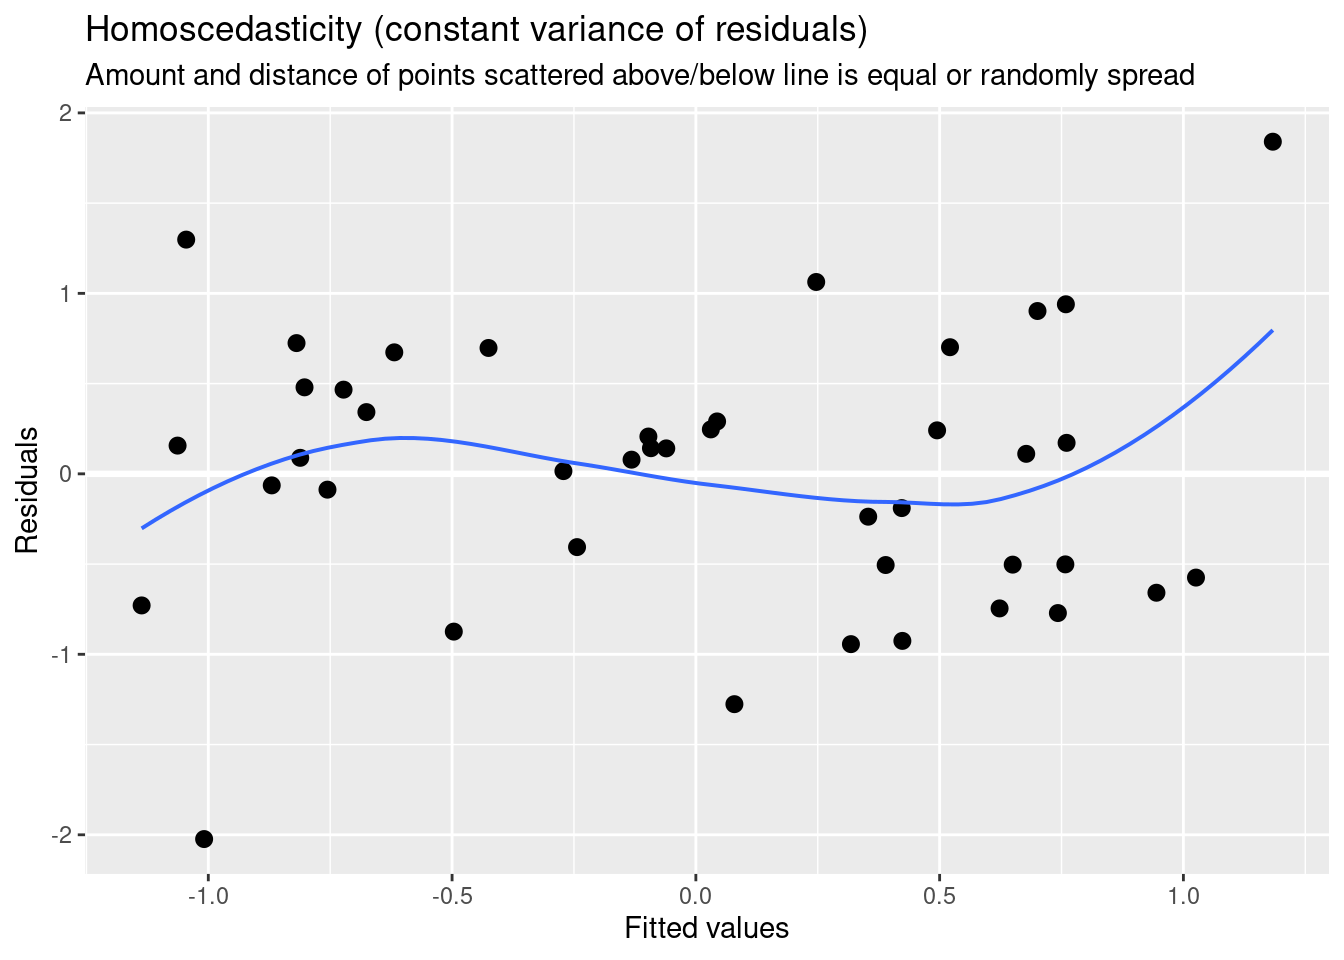 Homoscedasticity (constant variance of residuals)
Amount and distance of points scattered above/below line is equal or randomly spread
2
1
0
-1
-2
Residuals
-1.0 -0.5 0.0 0.5 1.0
Fitted values